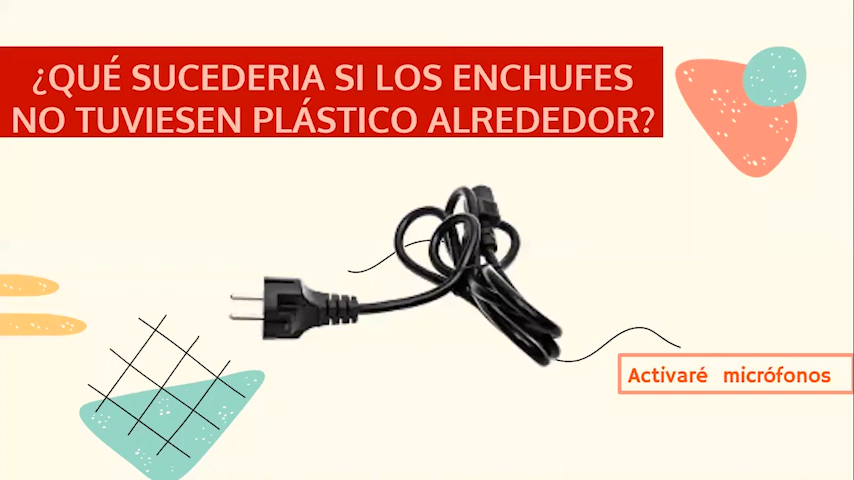 ¿QUÉ SUCEDERIA SI LOS ENCHUFES
NO TUVIESEN PLÁSTICO ALREDEDOR?
Activaré micrófonos